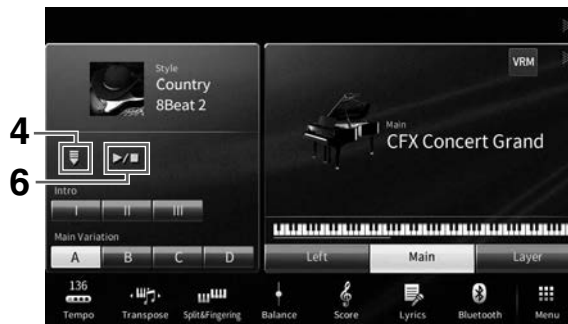 4
6
Style
Country
8Beat 2
Intro
I II III
Main Variation
A B C D
VRM
Main
CFX Concert Grand
Left Main Layer
136
Tempo Transpose Split&Fingering Balance Score Lyrics Bluetooth Menu